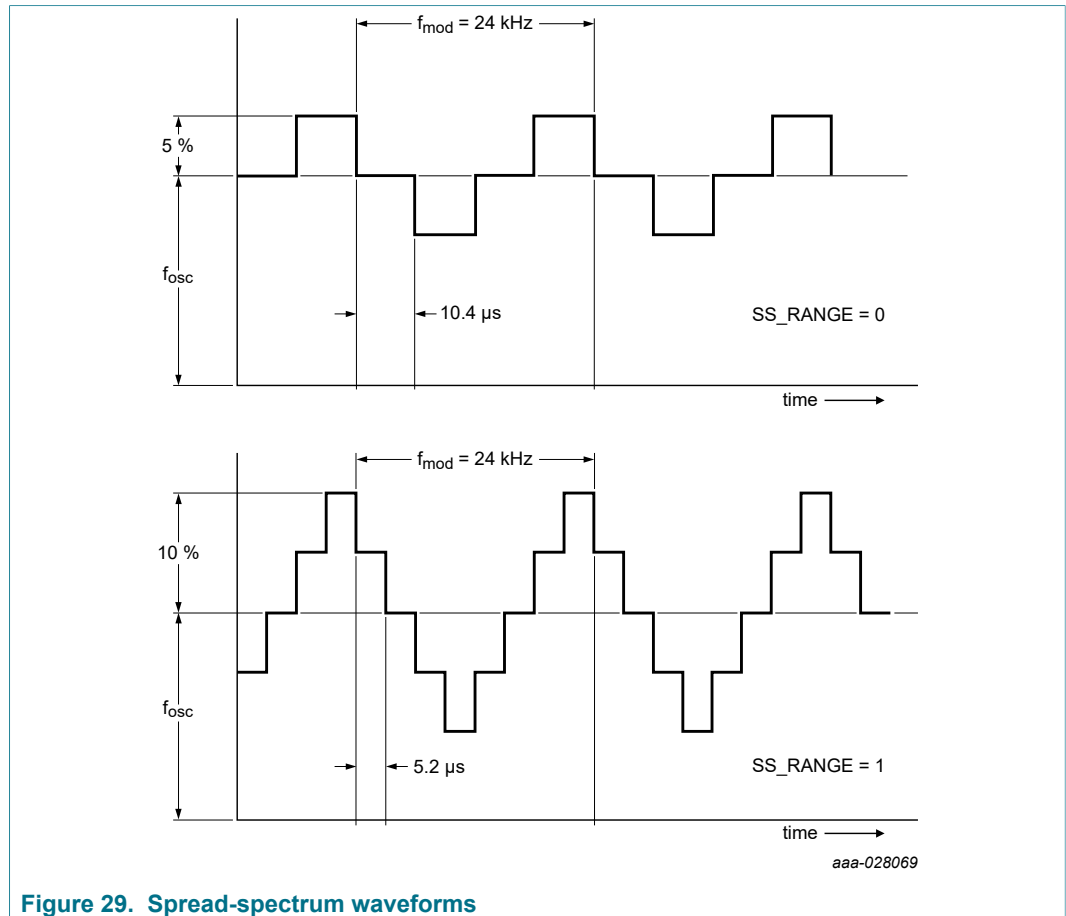 f_mod = 24 kHz
5 %
f_osc
10.4 µs
SS_RANGE = 0
time
f_mod = 24 kHz
10 %
f_osc
5.2 µs
SS_RANGE = 1
time
aaa-028069
Figure 29. Spread-spectrum waveforms